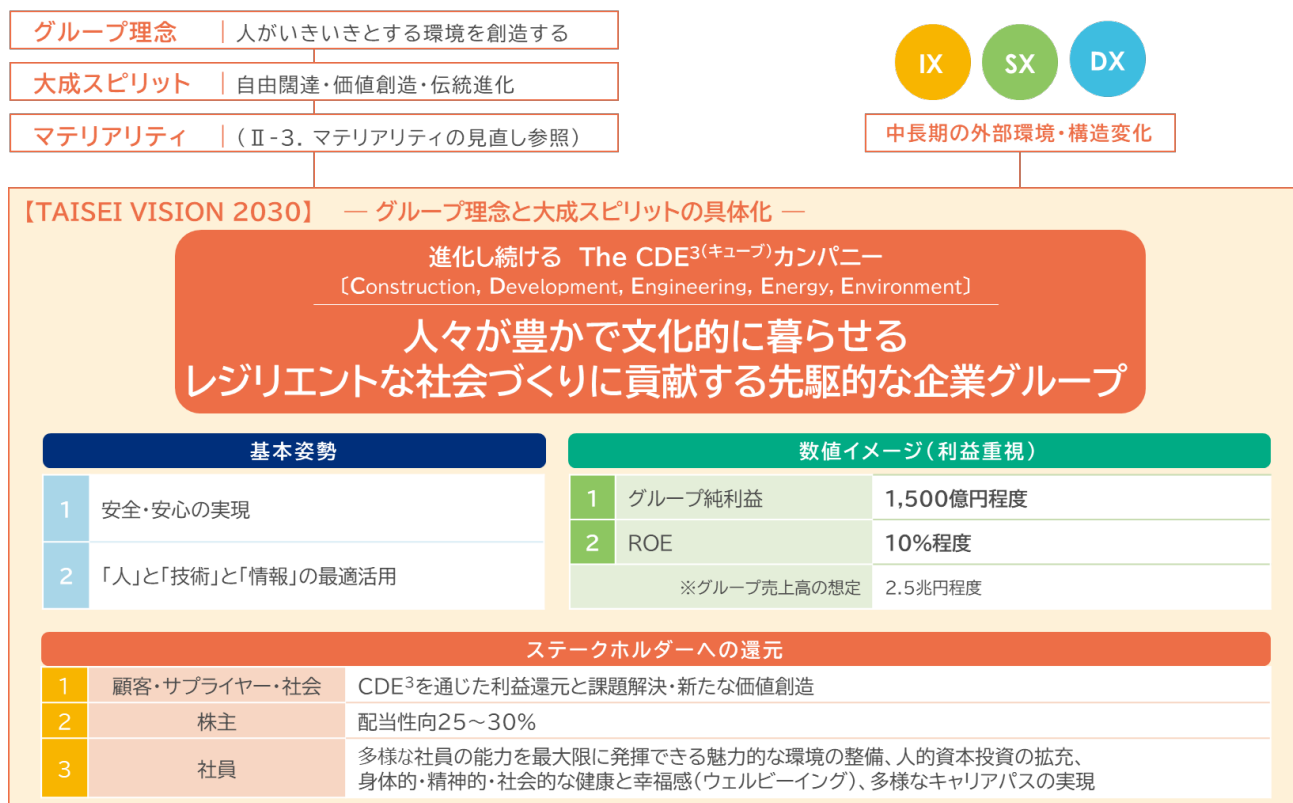 グループ理念 ｜人がいきいきとする環境を創造する
大成スピリット ｜自由闊達・価値創造・伝統進化
マテリアリティ ｜（Ⅱ-3. マテリアリティの見直し参照）
IX SX DX
中長期の外部環境・構造変化
【TAISEI VISION 2030】 ― グループ理念と大成スピリットの具体化 ―
進化し続ける The CDE³⁽キューブ⁾カンパニー
〔Construction, Development, Engineering, Energy, Environment〕
人々が豊かで文化的に暮らせる
レジリエントな社会づくりに貢献する先駆的な企業グループ
基本姿勢
1 安全・安心の実現
2 「人」と「技術」と「情報」の最適活用
数値イメージ（利益重視）
1 グループ純利益 1,500億円程度
2 ROE 10%程度
※グループ売上高の想定 2.5兆円程度
ステークホルダーへの還元
1 顧客・サプライヤー・社会 CDE³を通じた利益還元と課題解決・新たな価値創造
2 株主 配当性向25～30%
3 社員 多様な社員の能力を最大限に発揮できる魅力的な環境の整備、人的資本投資の拡充、
身体的・精神的・社会的な健康と幸福感（ウェルビーイング）、多様なキャリアパスの実現